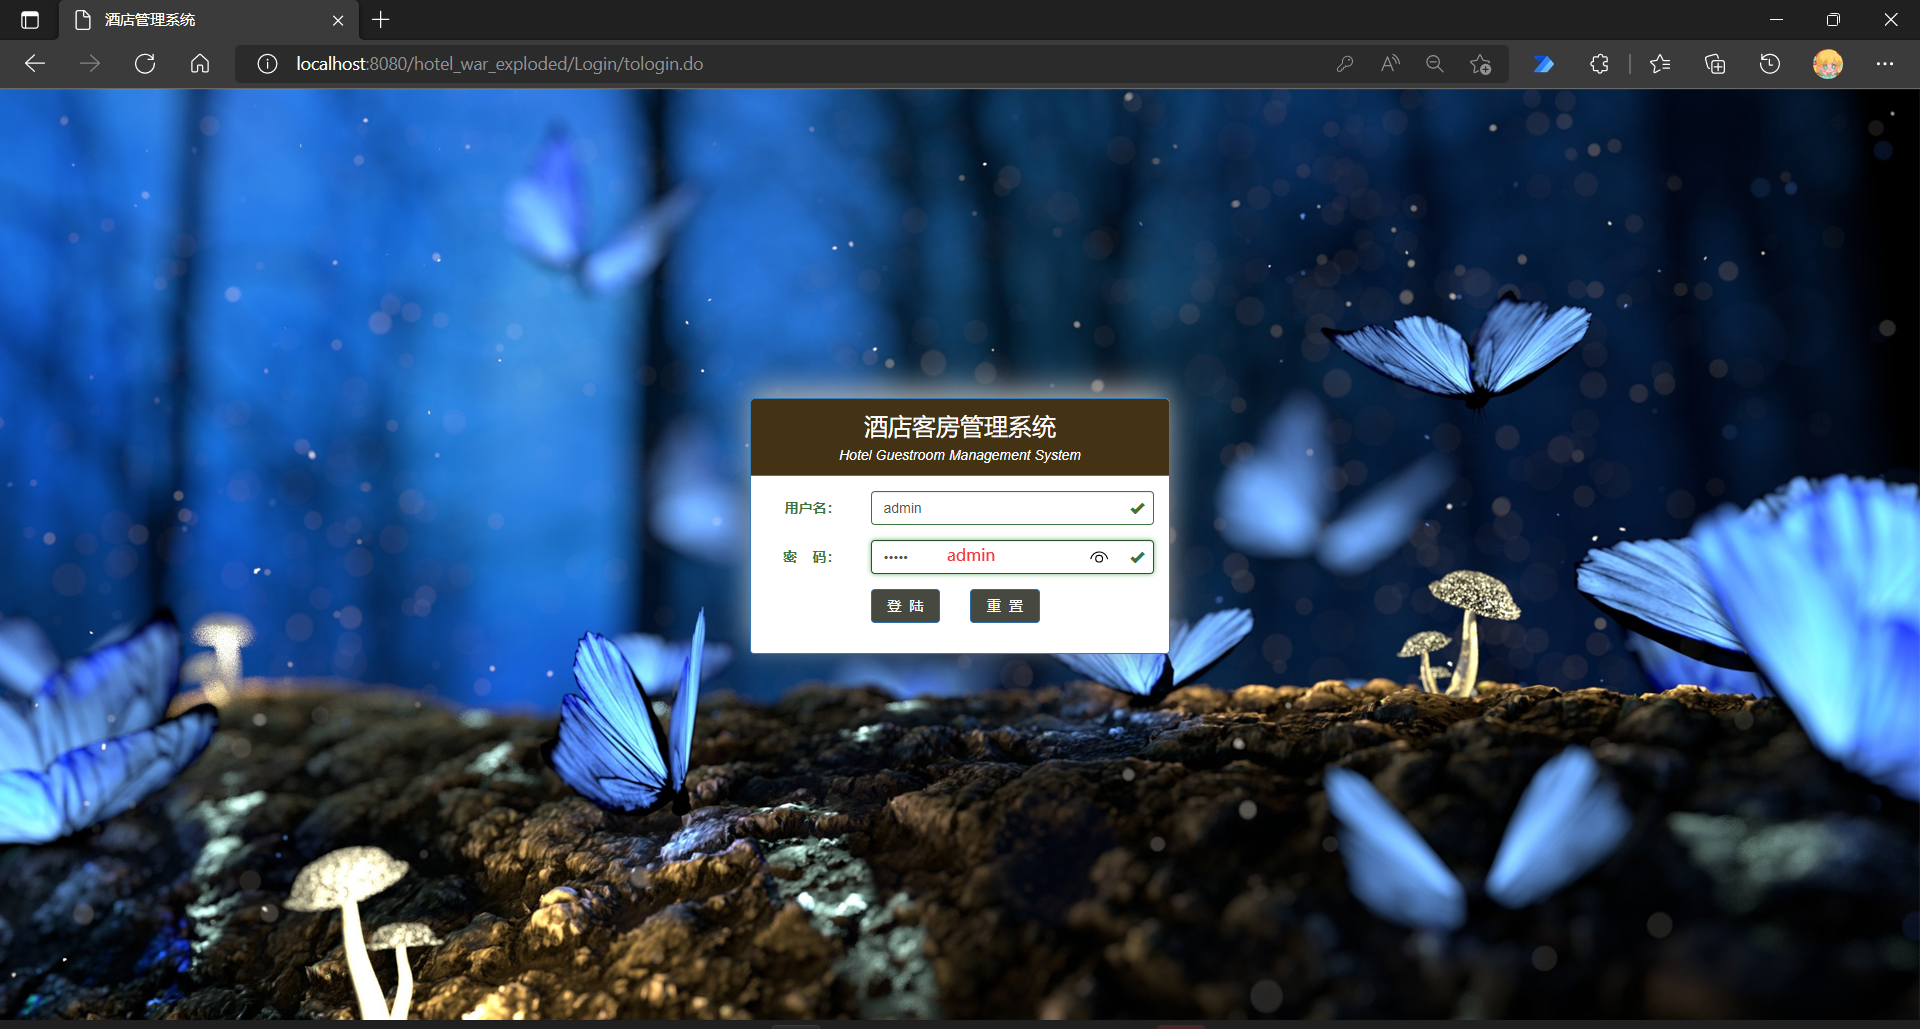 酒店管理系统
localhost:8080/hotel_war_exploded/Login/tologin.do
酒店客房管理系统
Hotel Guestroom Management System
用户名: admin
密 码: ••••• admin
登 陆 重 置